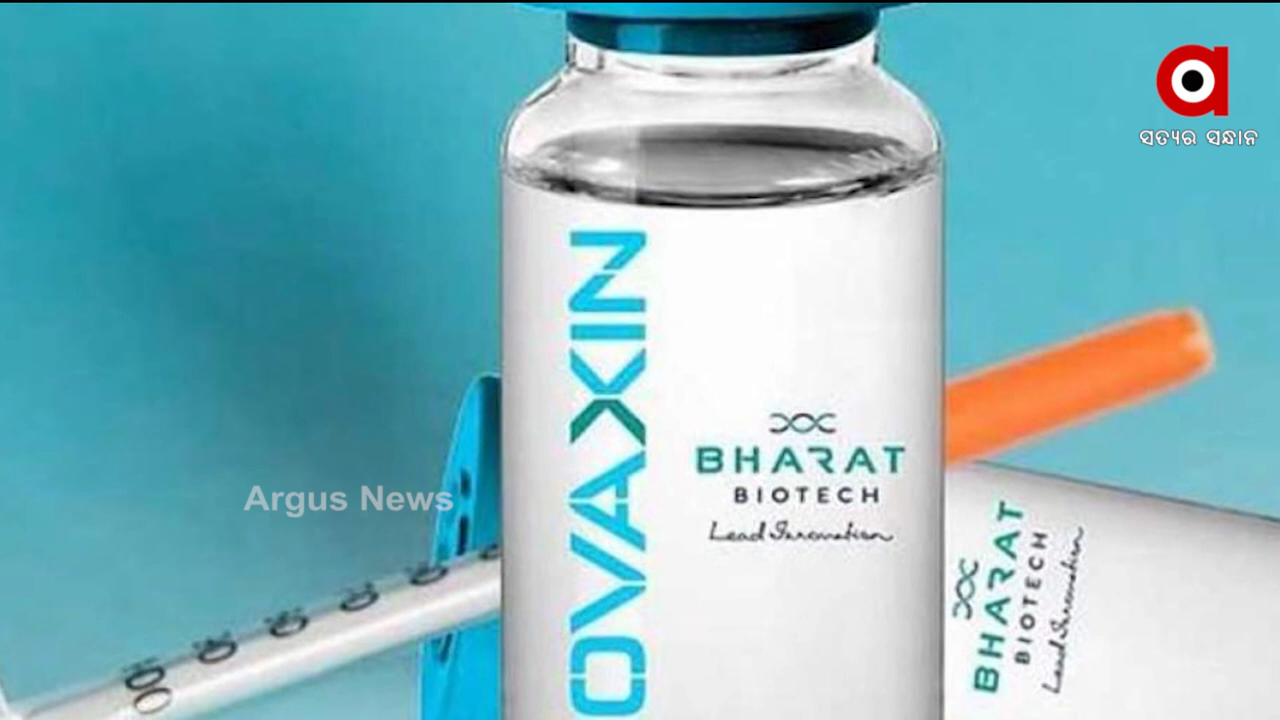 ସତ୍ୟର ସନ୍ଧାନ
OVAXIN
BHARAT
BIOTECH
Lead Innovation
Argus News
BHARAT
BIOTECH
Lead Innovation